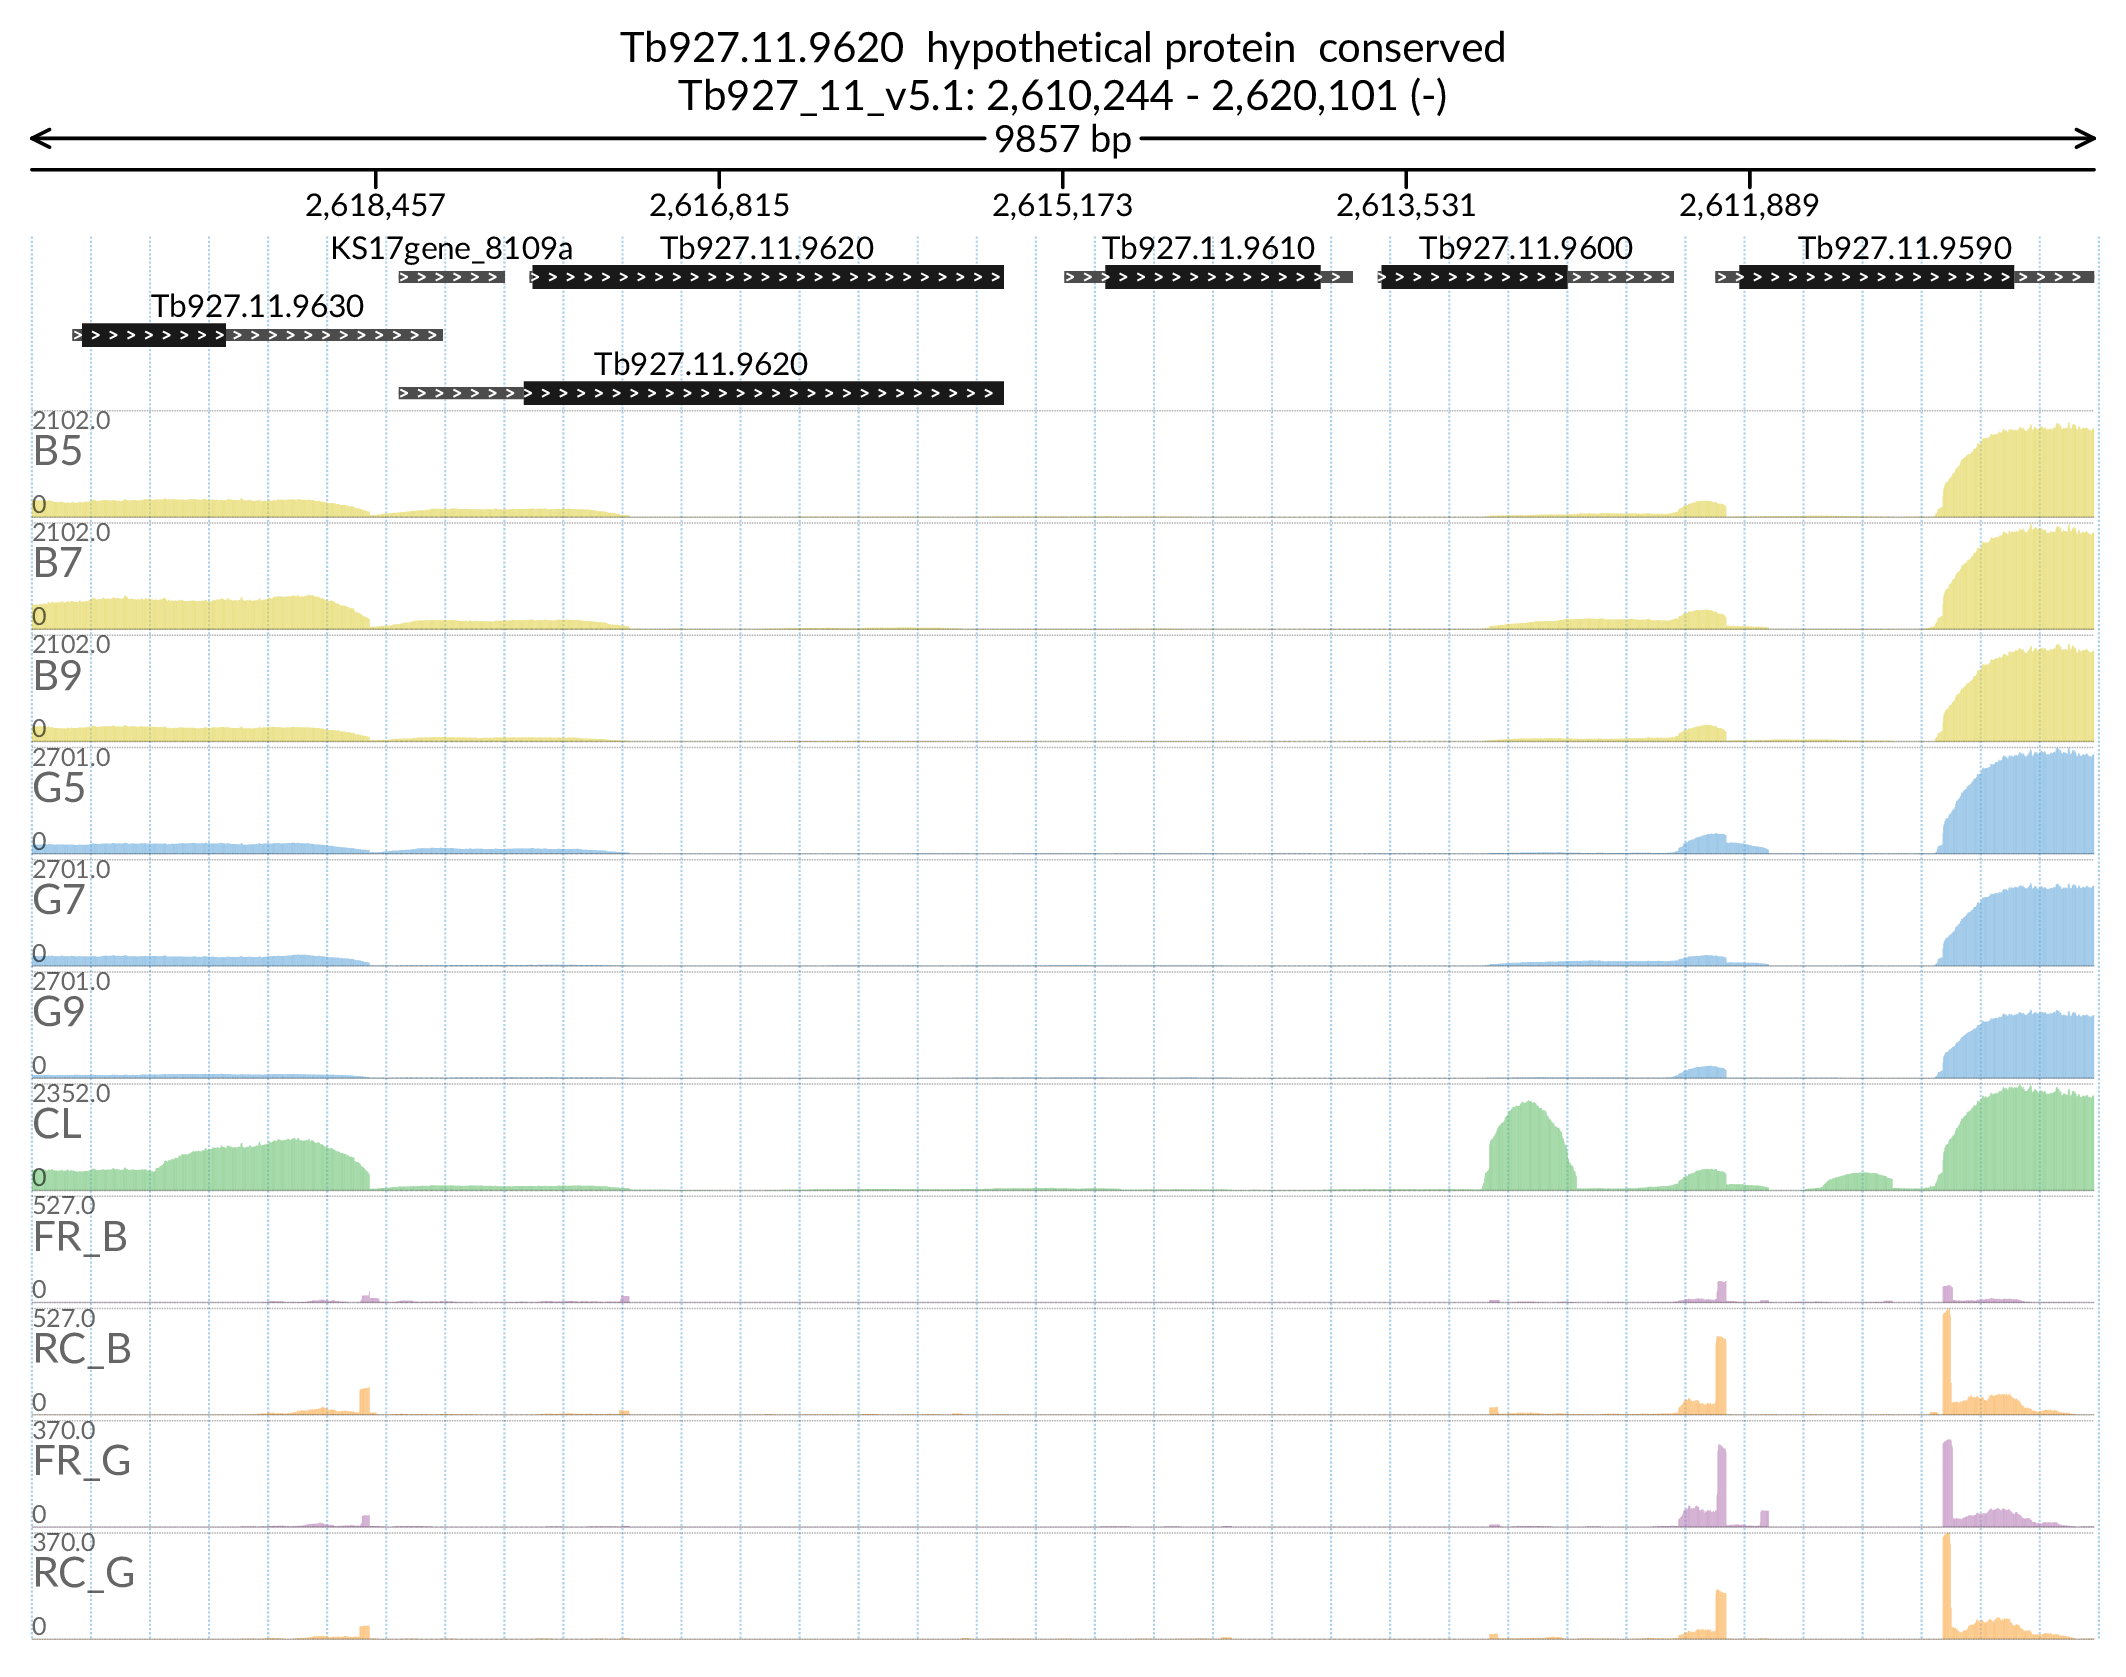 Tb927.11.9620  hypothetical protein  conserved
Tb927_11_v5.1: 2,610,244 - 2,620,101 (-)
9857 bp
2,618,457 2,616,815 2,615,173 2,613,531 2,611,889
KS17gene_8109a Tb927.11.9620 Tb927.11.9610 Tb927.11.9600 Tb927.11.9590
Tb927.11.9630
Tb927.11.9620
2102.0
B5
0
2102.0
B7
0
2102.0
B9
0
2701.0
G5
0
2701.0
G7
0
2701.0
G9
0
2352.0
CL
0
527.0
FR_B
0
527.0
RC_B
0
370.0
FR_G
0
370.0
RC_G
0